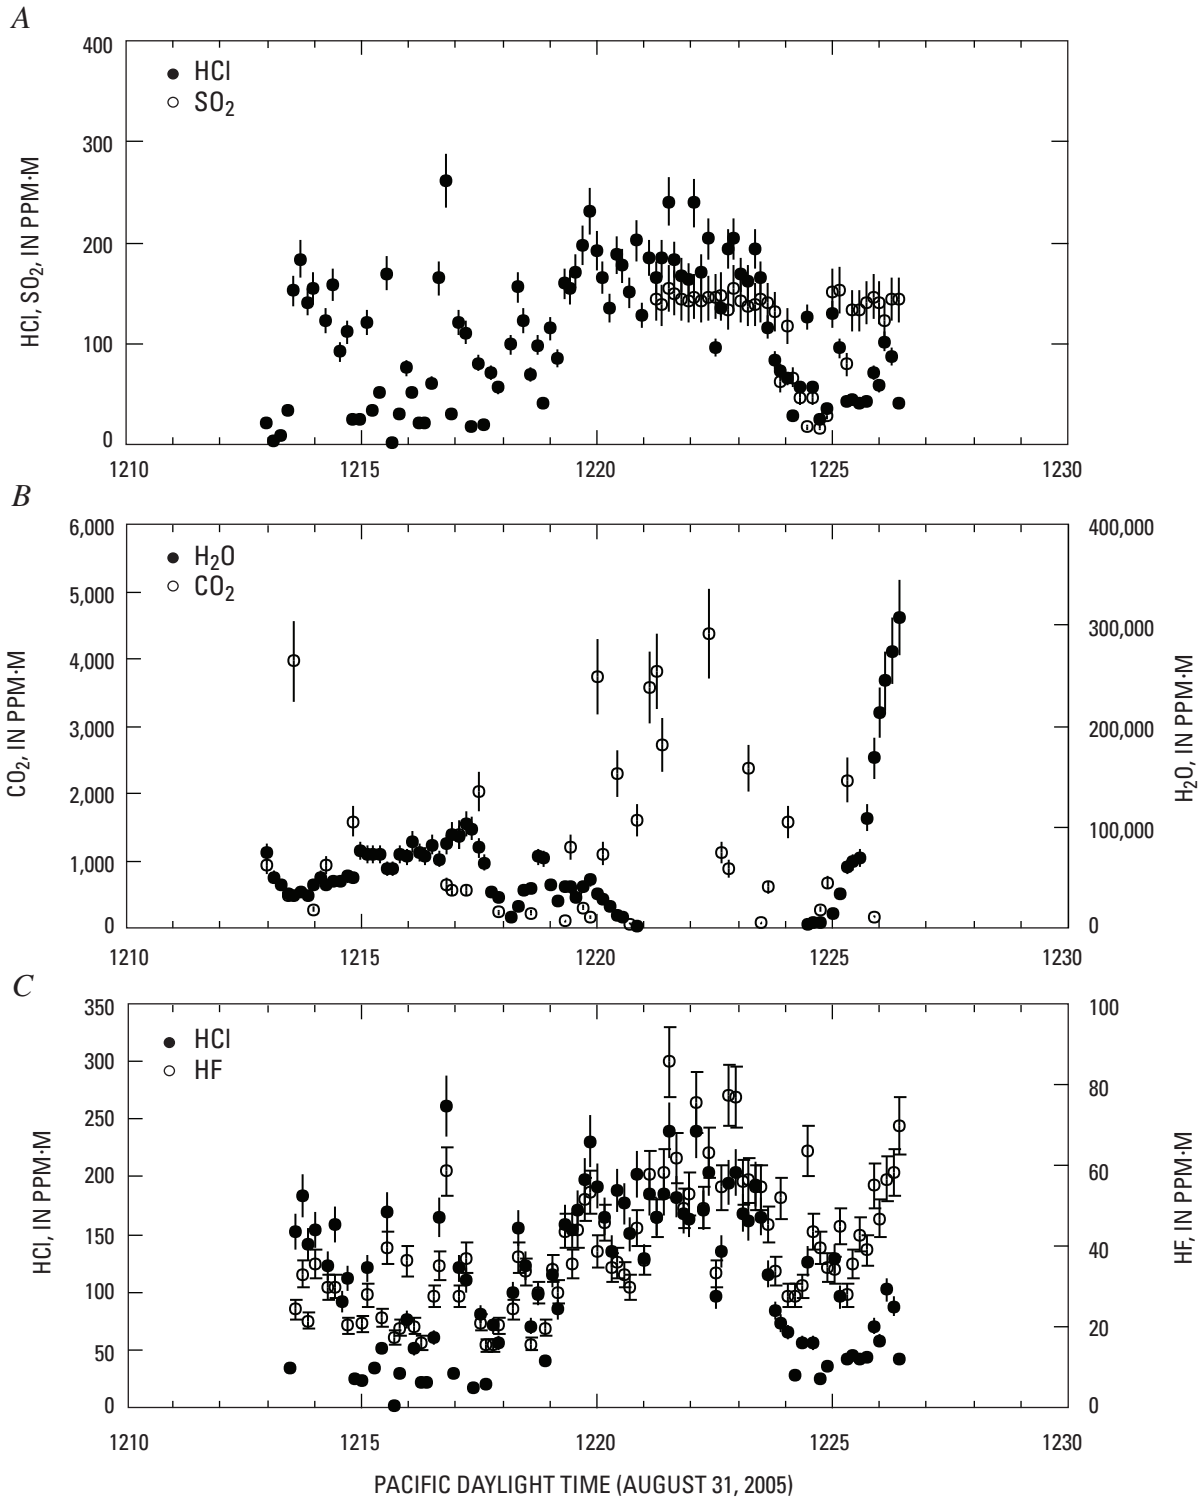 A
400
300
200
100
0
HCl, SO₂, IN PPM·M
HCl
SO₂
1210 1215 1220 1225 1230
B
6,000
5,000
4,000
3,000
2,000
1,000
0
CO₂, IN PPM·M
H₂O
CO₂
400,000
300,000
200,000
100,000
0
H₂O, IN PPM·M
1210 1215 1220 1225 1230
C
350
300
250
200
150
100
50
0
HCl, IN PPM·M
HCl
HF
100
80
60
40
20
0
HF, IN PPM·M
1210 1215 1220 1225 1230
PACIFIC DAYLIGHT TIME (AUGUST 31, 2005)